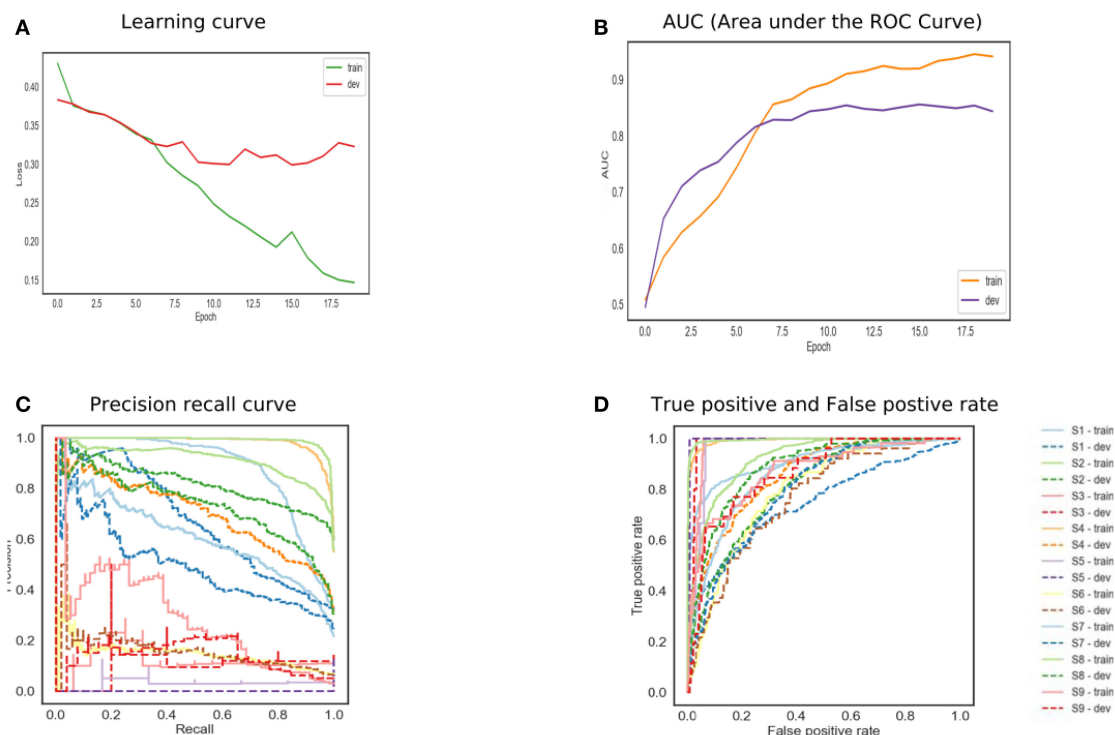 A
Learning curve
train
dev
0.40
0.35
0.30
0.25
0.20
0.15
Loss
0.0 2.5 5.0 7.5 10.0 12.5 15.0 17.5
Epoch
B
AUC (Area under the ROC Curve)
0.9
0.8
0.7
0.6
0.5
AUC
train
dev
0.0 2.5 5.0 7.5 10.0 12.5 15.0 17.5
Epoch
C
Precision recall curve
1.0
0.8
0.6
0.4
0.2
0.0
0.0 0.2 0.4 0.6 0.8 1.0
Recall
D
True positive and False postive rate
1.0
0.8
0.6
0.4
0.2
0.0
True positive rate
0.0 0.2 0.4 0.6 0.8 1.0
False positive rate
S1 - train
S1 - dev
S2 - train
S2 - dev
S3 - train
S3 - dev
S4 - train
S4 - dev
S5 - train
S5 - dev
S6 - train
S6 - dev
S7 - train
S7 - dev
S8 - train
S8 - dev
S9 - train
S9 - dev